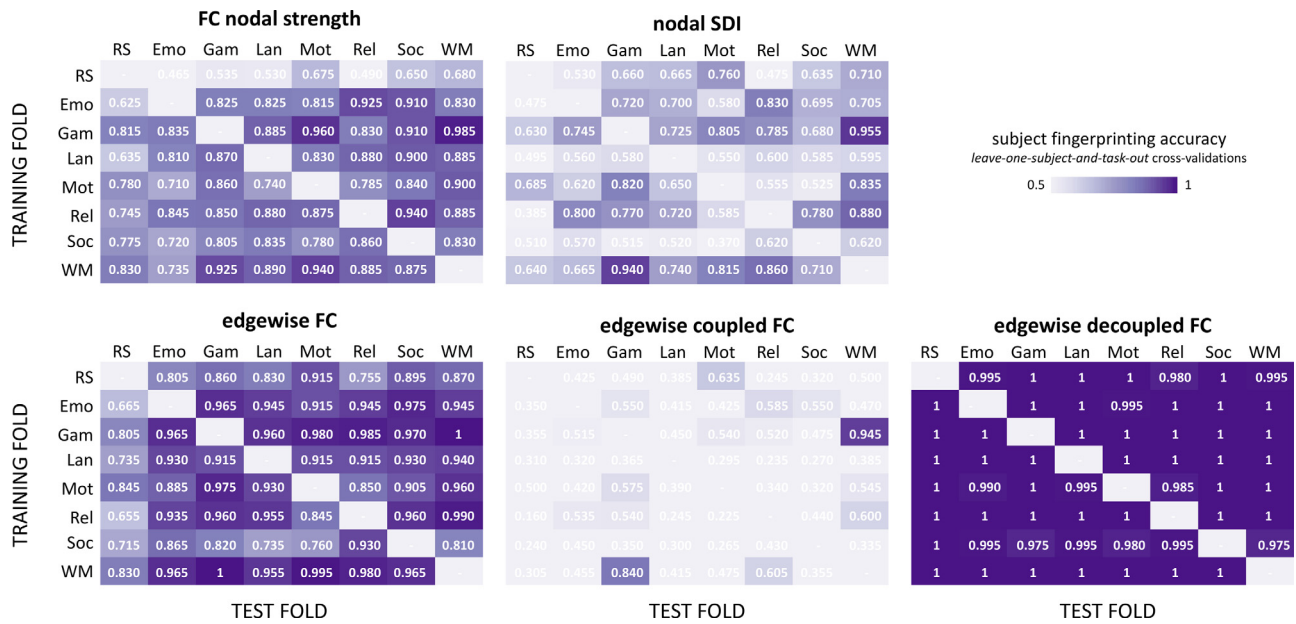 FC nodal strength
RS Emo Gam Lan Mot Rel Soc WM
RS - 0.465 0.535 0.530 0.675 0.490 0.650 0.680
Emo 0.625 - 0.825 0.825 0.815 0.925 0.910 0.830
Gam 0.815 0.835 - 0.885 0.960 0.830 0.910 0.985
Lan 0.635 0.810 0.870 - 0.830 0.880 0.900 0.885
Mot 0.780 0.710 0.860 0.740 - 0.785 0.840 0.900
Rel 0.745 0.845 0.850 0.880 0.875 - 0.940 0.885
Soc 0.775 0.720 0.805 0.835 0.780 0.860 - 0.830
WM 0.830 0.735 0.925 0.890 0.940 0.885 0.875 -
TRAINING FOLD
nodal SDI
RS Emo Gam Lan Mot Rel Soc WM
- 0.530 0.660 0.665 0.760 0.475 0.635 0.710
0.475 - 0.720 0.700 0.580 0.830 0.695 0.705
0.630 0.745 - 0.725 0.805 0.785 0.680 0.955
0.495 0.560 0.580 - 0.550 0.600 0.585 0.595
0.685 0.620 0.820 0.650 - 0.555 0.525 0.835
0.385 0.800 0.770 0.720 0.585 - 0.780 0.880
0.510 0.570 0.515 0.520 0.370 0.620 - 0.620
0.640 0.665 0.940 0.740 0.815 0.860 0.710 -
subject fingerprinting accuracy
leave-one-subject-and-task-out cross-validations
0.5 1
edgewise FC
RS Emo Gam Lan Mot Rel Soc WM
RS - 0.805 0.860 0.830 0.915 0.755 0.895 0.870
Emo 0.665 - 0.965 0.945 0.915 0.945 0.975 0.945
Gam 0.805 0.965 - 0.960 0.980 0.985 0.970 1
Lan 0.735 0.930 0.915 - 0.915 0.915 0.930 0.940
Mot 0.845 0.885 0.975 0.930 - 0.850 0.905 0.960
Rel 0.655 0.935 0.960 0.955 0.845 - 0.960 0.990
Soc 0.715 0.865 0.820 0.735 0.760 0.930 - 0.810
WM 0.830 0.965 1 0.955 0.995 0.980 0.965 -
TRAINING FOLD
TEST FOLD
edgewise coupled FC
RS Emo Gam Lan Mot Rel Soc WM
- 0.425 0.490 0.385 0.635 0.245 0.320 0.500
0.350 - 0.550 0.415 0.425 0.585 0.550 0.470
0.355 0.515 - 0.450 0.540 0.520 0.475 0.945
0.310 0.320 0.365 - 0.295 0.235 0.270 0.385
0.500 0.420 0.575 0.390 - 0.340 0.320 0.545
0.160 0.535 0.540 0.245 0.225 - 0.440 0.600
0.240 0.450 0.350 0.300 0.265 0.430 - 0.335
0.305 0.455 0.840 0.415 0.475 0.605 0.355 -
TEST FOLD
edgewise decoupled FC
RS Emo Gam Lan Mot Rel Soc WM
- 0.995 1 1 1 0.980 1 0.995
1 - 1 1 0.995 1 1 1
1 1 - 1 1 1 1 1
1 1 1 - 1 1 1 1
1 0.990 1 0.995 - 0.985 1 1
1 1 1 1 1 - 1 1
1 0.995 0.975 0.995 0.980 0.995 - 0.975
1 1 1 1 1 1 1 -
TEST FOLD